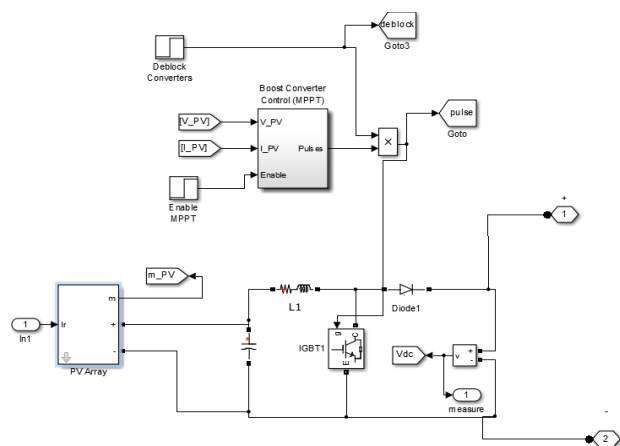 deblock
Goto3
Deblock
Converters
Boost Converter
Control (MPPT)
[V_PV]
V_PV
[I_PV]
I_PV
Pulses
Enable
Enable
MPPT
×
pulse
Goto
+
1
m_PV
m
1
Ir
+
-
In1
PV Array
+
L1
Diode1
g
C
IGBT1
E
Vdc
v
+
-
1
measure
-
2